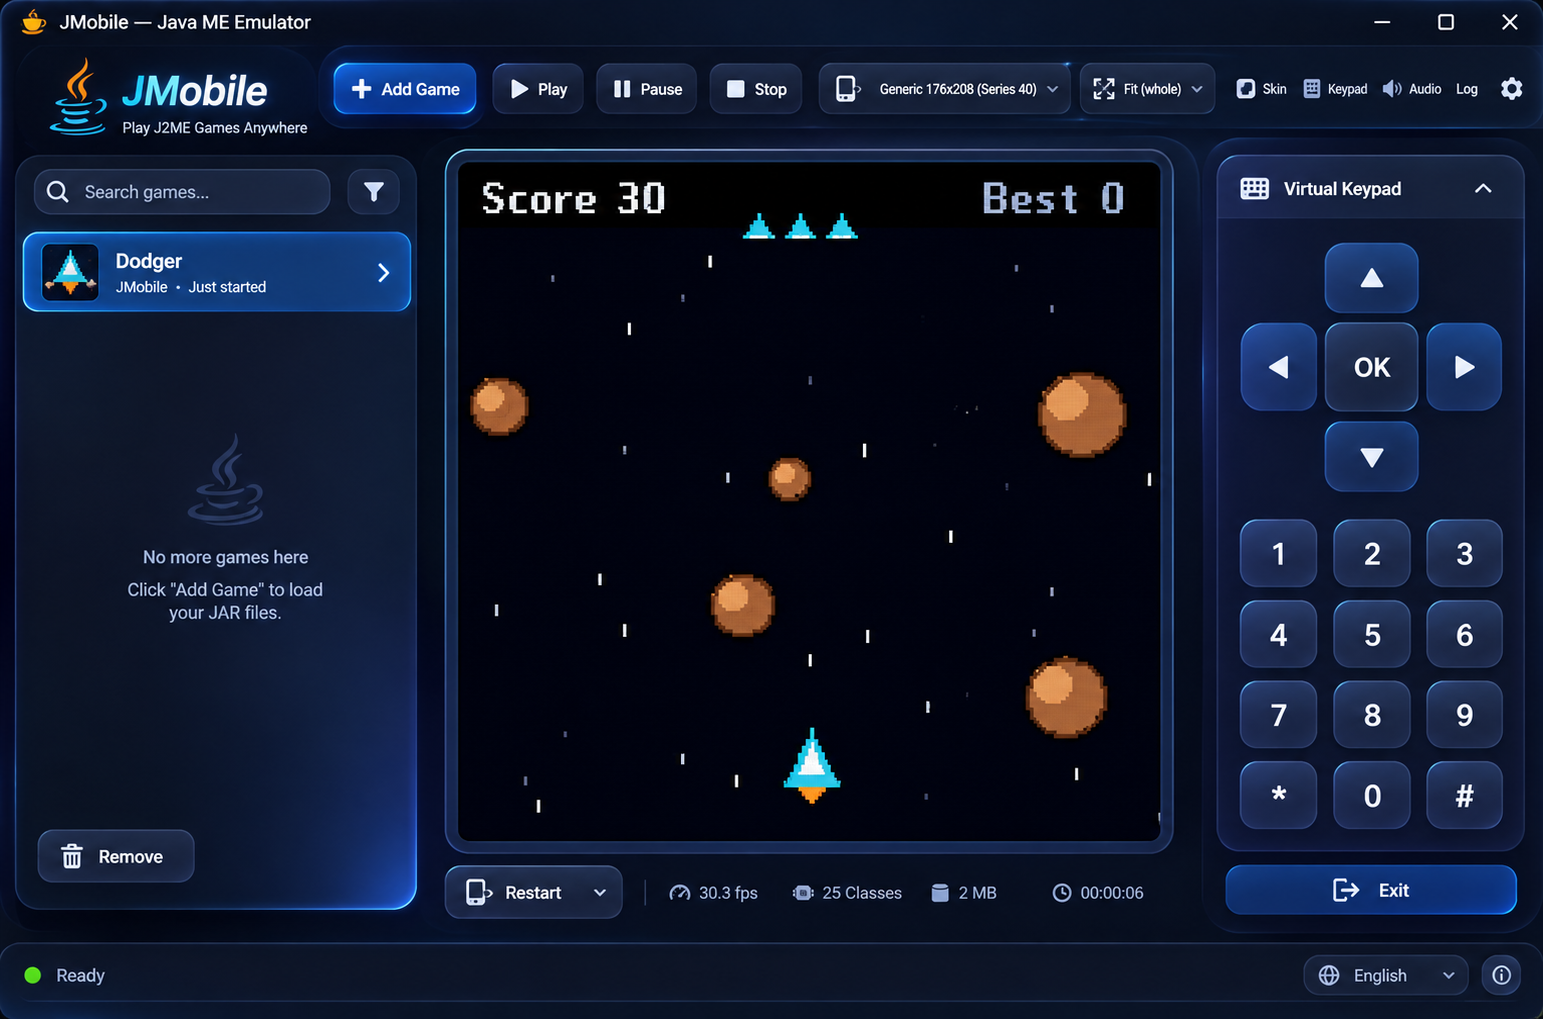 JMobile — Java ME Emulator
JMobile
Play J2ME Games Anywhere
Add Game
Play
Pause
Stop
Generic 176x208 (Series 40)
Fit (whole)
Skin
Keypad
Audio
Log
Search games...
Dodger
JMobile • Just started
No more games here
Click "Add Game" to load
your JAR files.
Remove
Score 30
Best 0
Restart
30.3 fps
25 Classes
2 MB
00:00:06
Virtual Keypad
OK
1 2 3
4 5 6
7 8 9
* 0 #
Exit
Ready
English